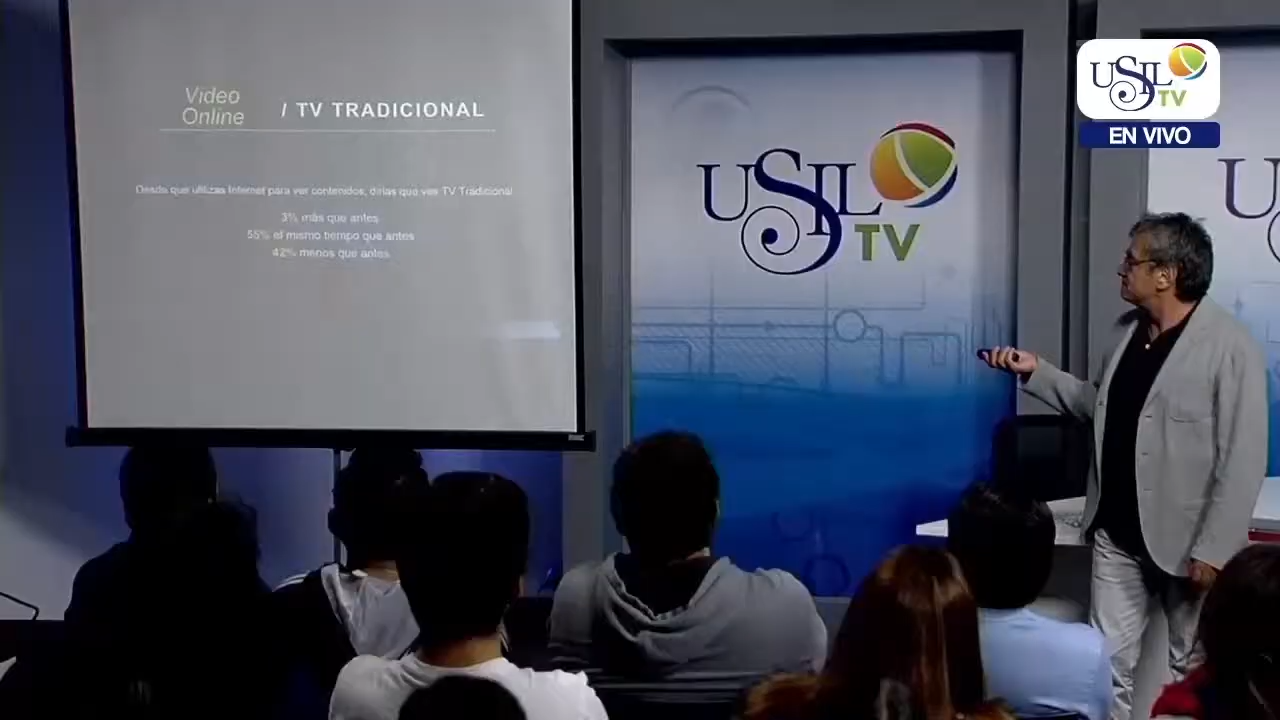 Video
Online
/ TV TRADICIONAL
Desde que utilizas Internet para ver contenidos, dirías que ves TV Tradicional
3% más que antes
55% el mismo tiempo que antes
42% menos que antes
USIL
TV
USIL
TV
EN VIVO
U